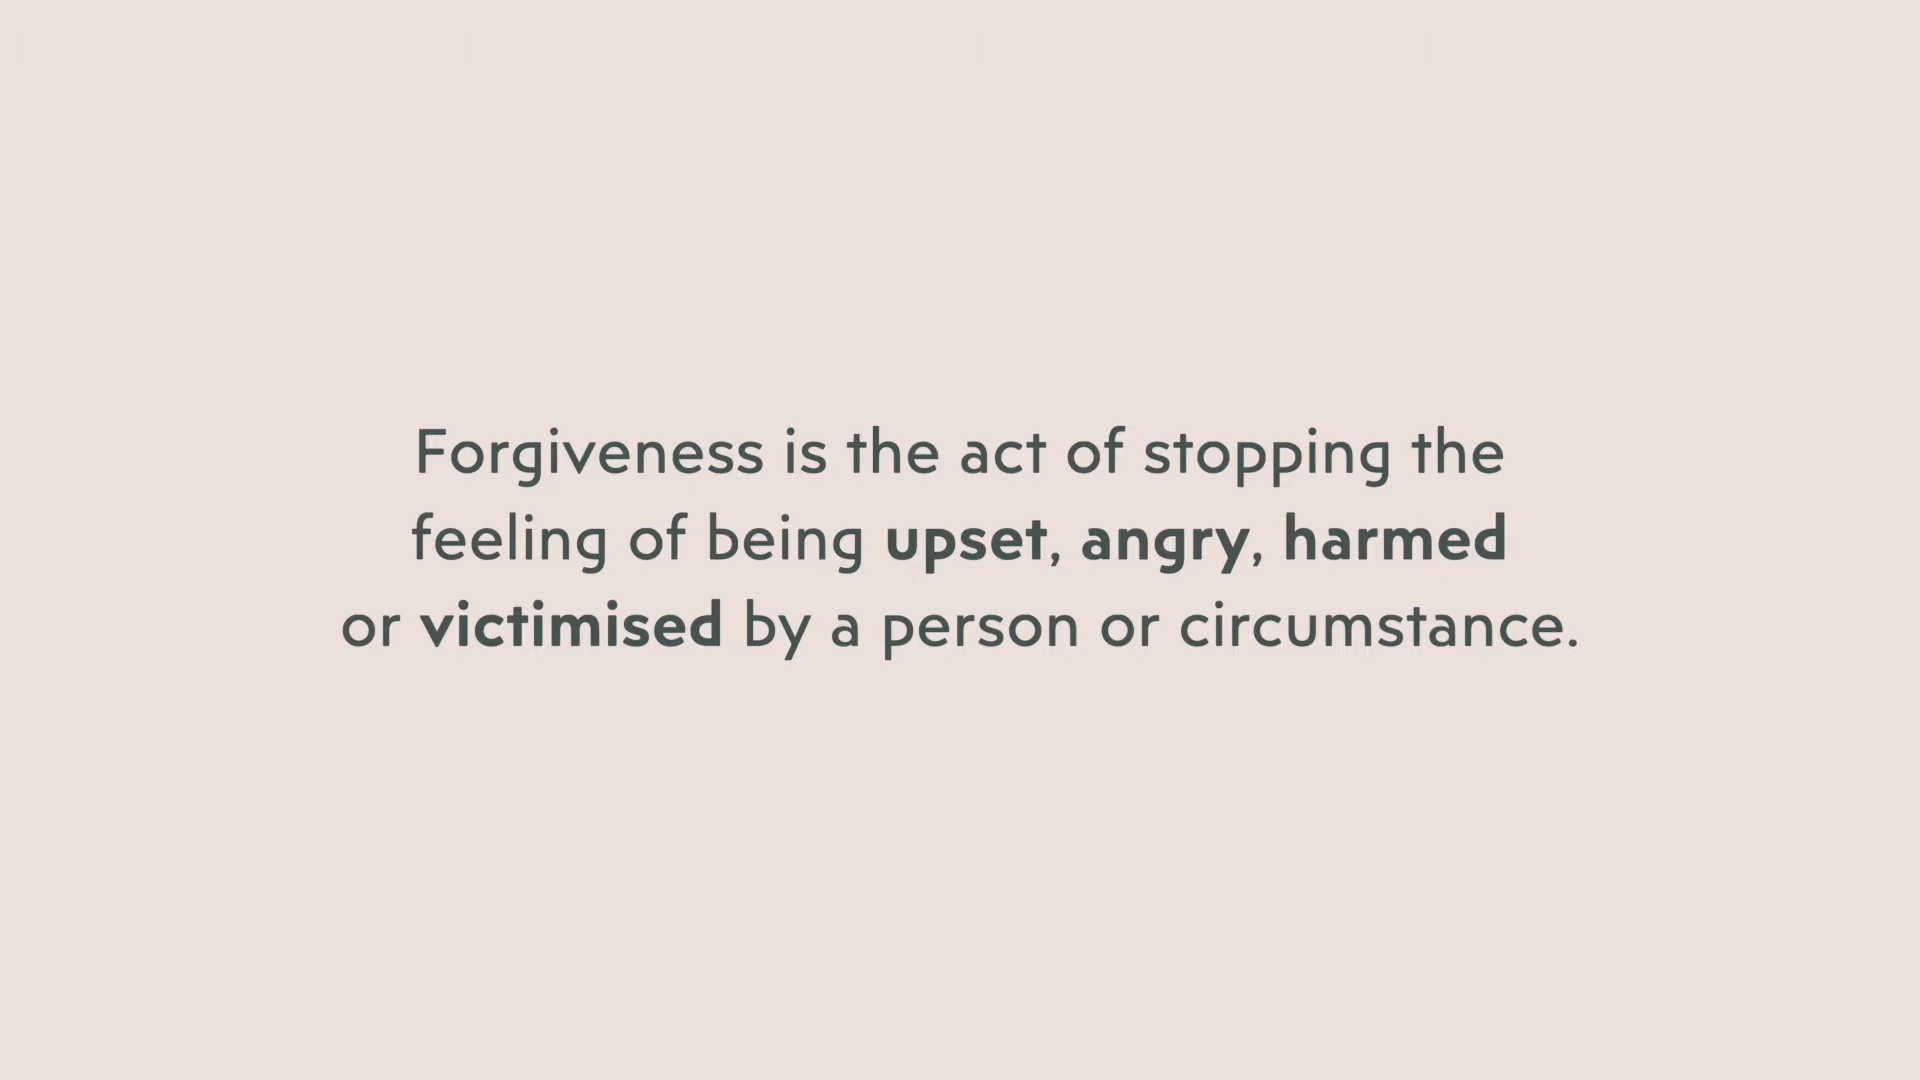 Forgiveness is the act of stopping the
feeling of being upset, angry, harmed
or victimised by a person or circumstance.